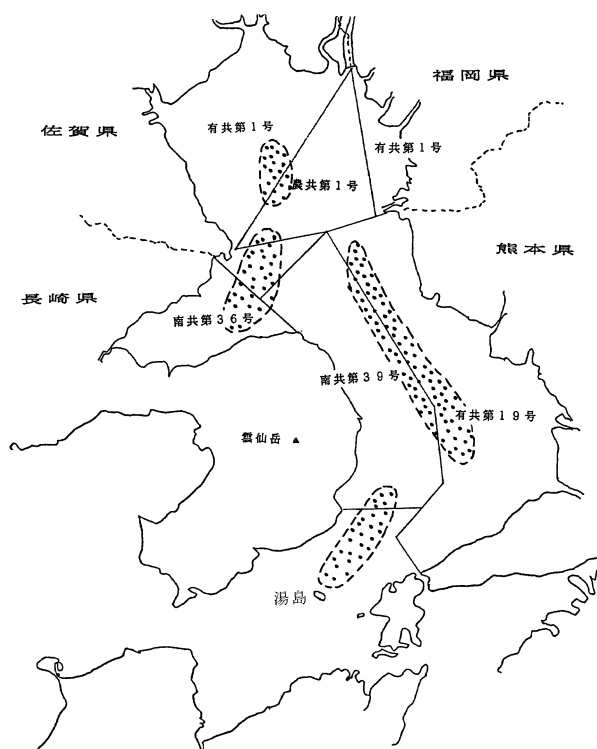 福岡県
佐賀県
有共第1号
有共第1号
農共第1号
熊本県
長崎県
南共第36号
南共第39号
有共第19号
雲仙岳
湯島